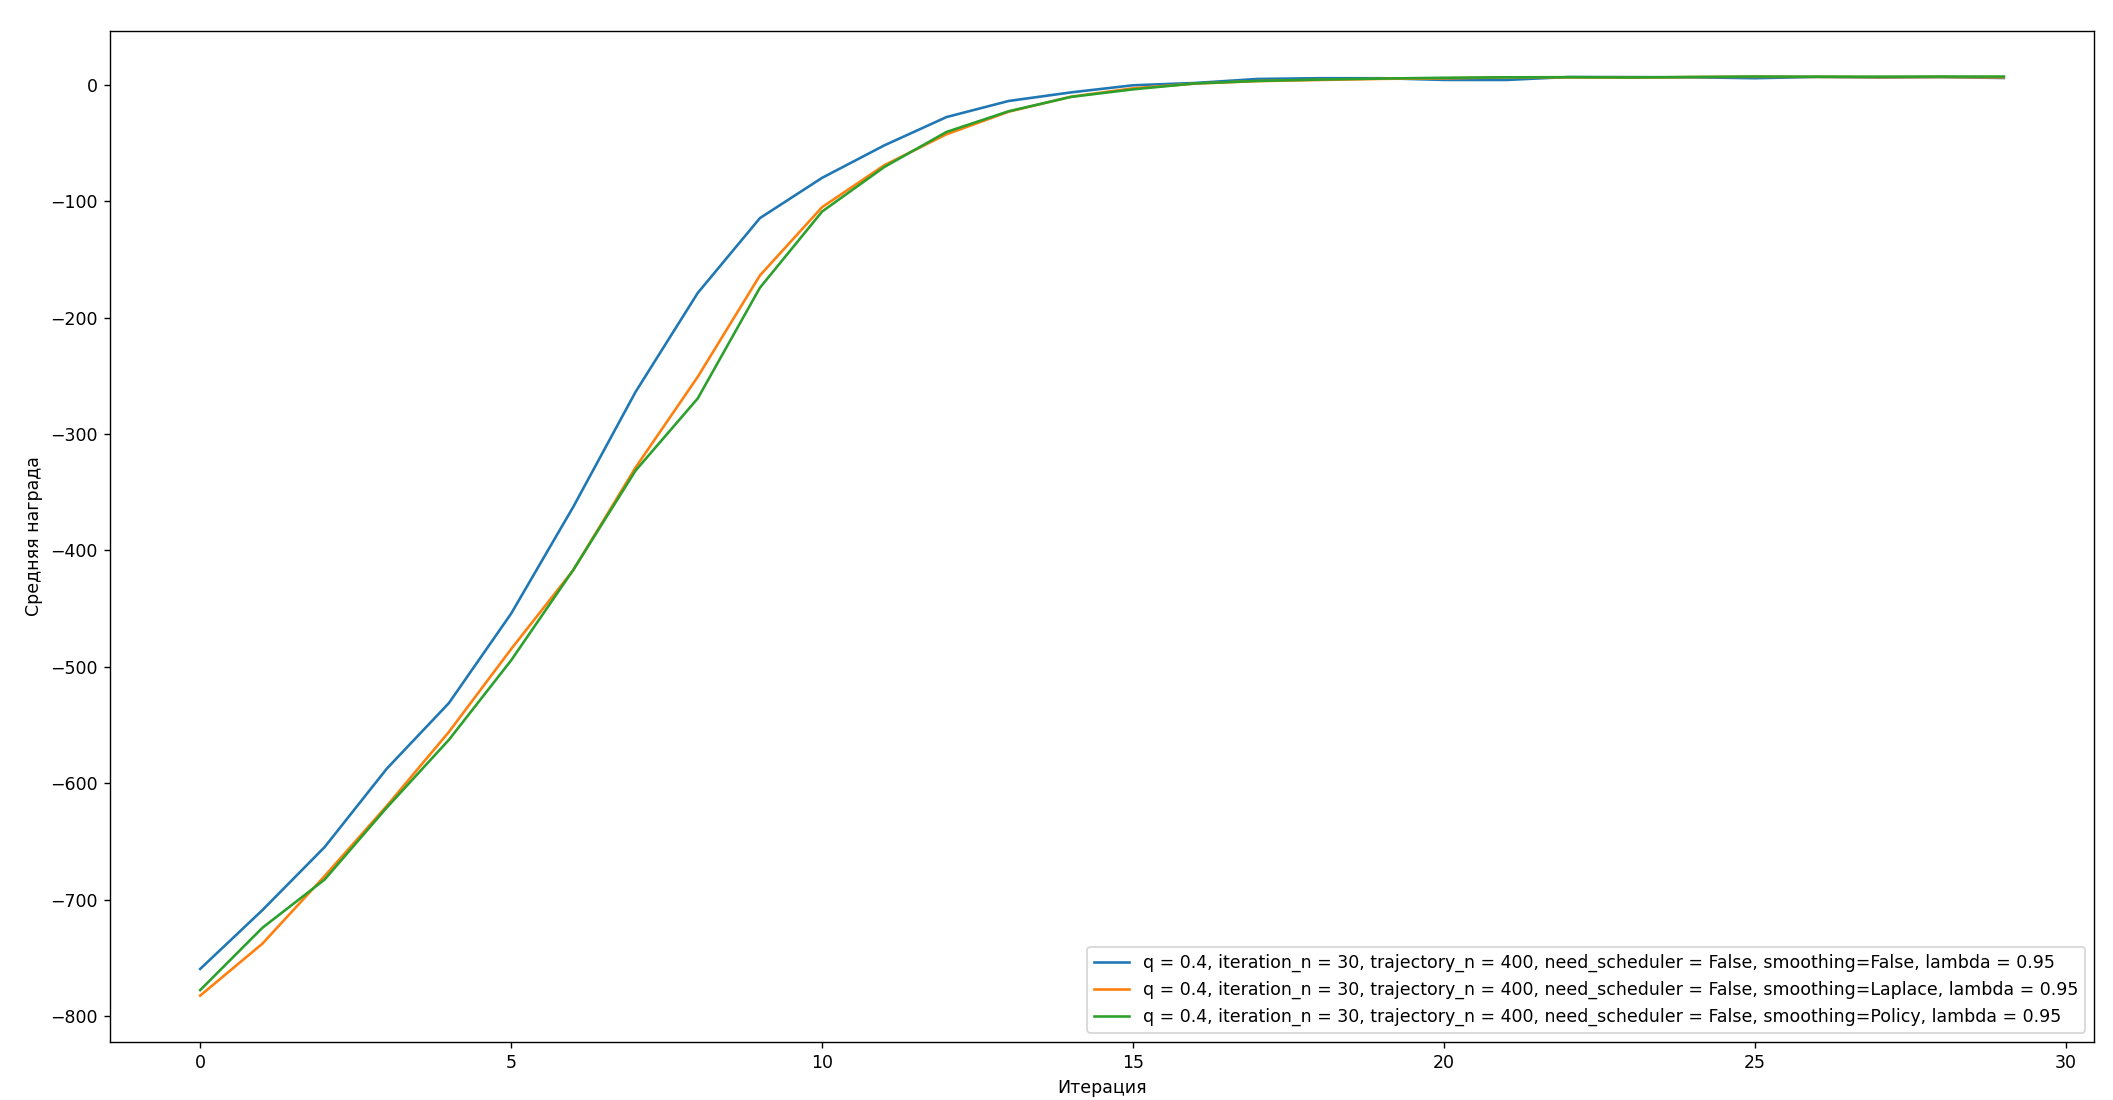 Средняя награда
0
−100
−200
−300
−400
−500
−600
−700
−800
q = 0.4, iteration_n = 30, trajectory_n = 400, need_scheduler = False, smoothing=False, lambda = 0.95
q = 0.4, iteration_n = 30, trajectory_n = 400, need_scheduler = False, smoothing=Laplace, lambda = 0.95
q = 0.4, iteration_n = 30, trajectory_n = 400, need_scheduler = False, smoothing=Policy, lambda = 0.95
0 5 10 15 20 25 30
Итерация